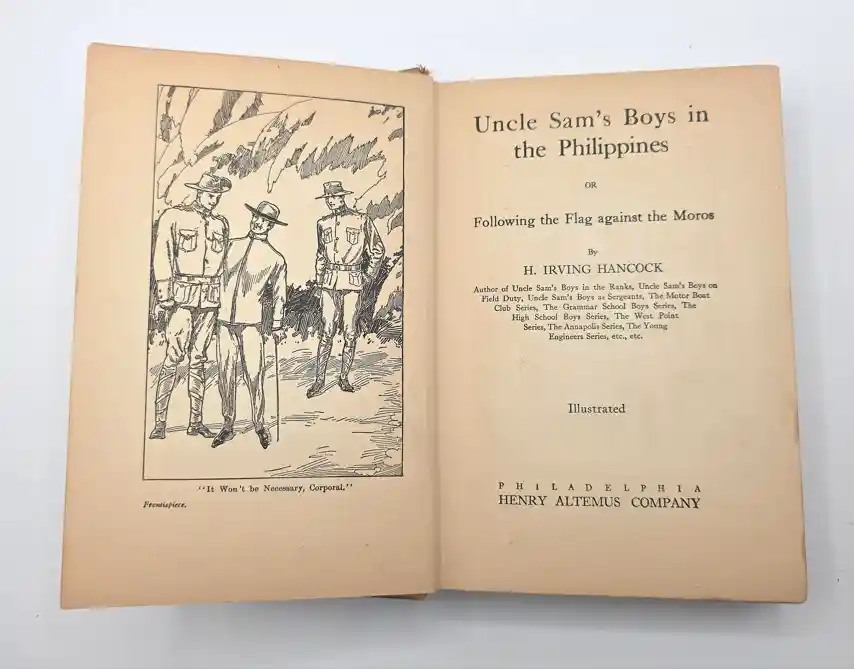 "It Won't be Necessary, Corporal."
Frontispiece.
Uncle Sam's Boys in
the Philippines
OR
Following the Flag against the Moros
By
H. IRVING HANCOCK
Author of Uncle Sam's Boys in the Ranks, Uncle Sam's Boys on
Field Duty, Uncle Sam's Boys as Sergeants, The Motor Boat
Club Series, The Grammar School Boys Series, The
High School Boys Series, The West Point
Series, The Annapolis Series, The Young
Engineers Series, etc., etc.
Illustrated
PHILADELPHIA
HENRY ALTEMUS COMPANY